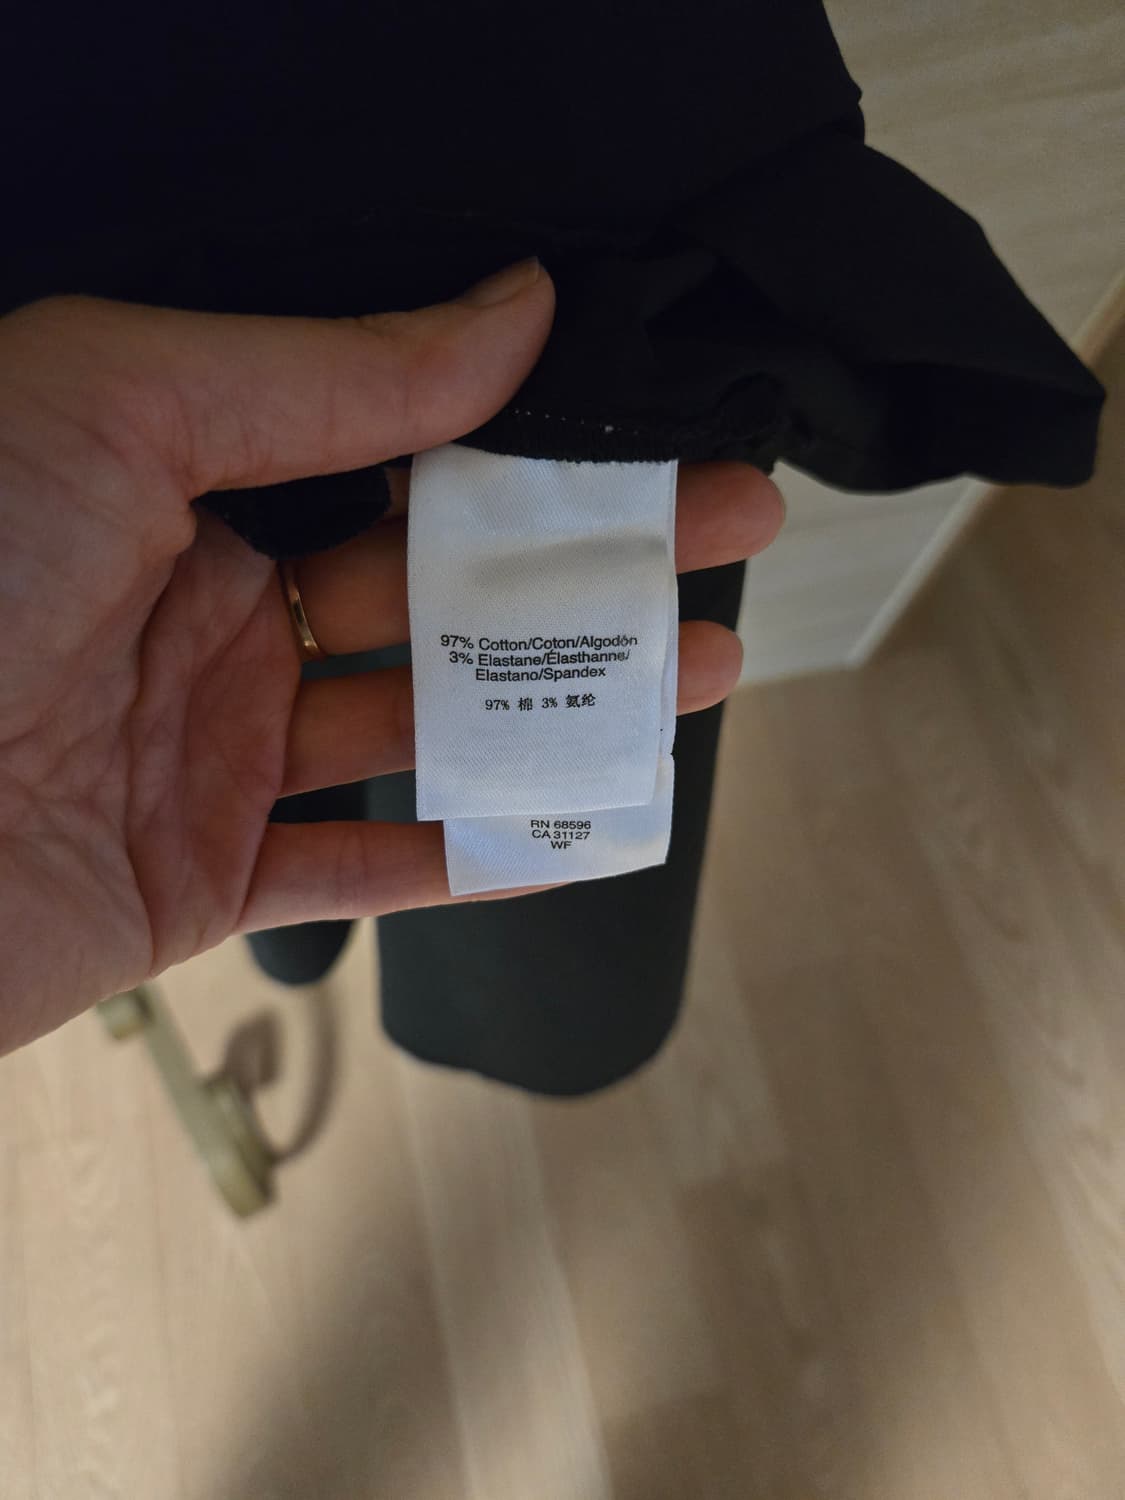 97% Cotton/Coton/Algodón
3% Elastane/Élasthanne/
Elastano/Spandex
97% 棉 3% 氨纶
RN 68596
CA 31127
WF